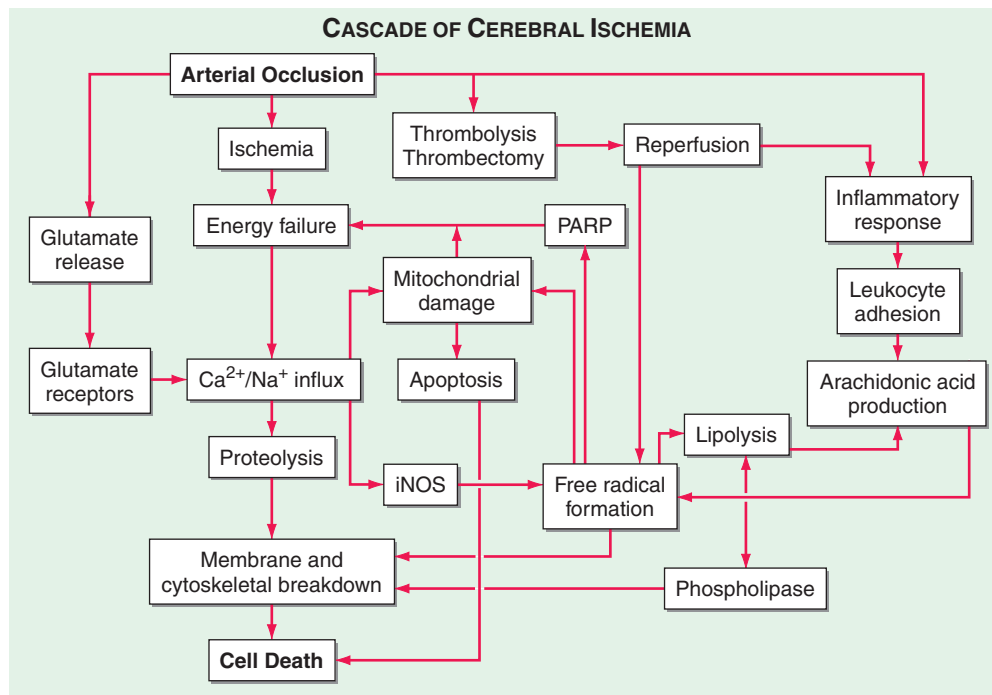 CASCADE OF CEREBRAL ISCHEMIA
Arterial Occlusion
Ischemia
Thrombolysis
Thrombectomy
Reperfusion
Inflammatory
response
Glutamate
release
Energy failure
PARP
Mitochondrial
damage
Leukocyte
adhesion
Glutamate
receptors
Ca²⁺/Na⁺ influx
Apoptosis
Arachidonic acid
production
Proteolysis
iNOS
Free radical
formation
Lipolysis
Membrane and
cytoskeletal breakdown
Phospholipase
Cell Death